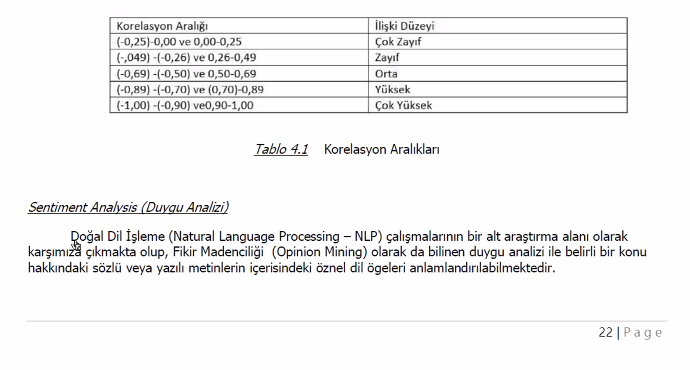 Korelasyon Aralığı İlişki Düzeyi
(-0,25)-0,00 ve 0,00-0,25 Çok Zayıf
(-,049) -(-0,26) ve 0,26-0,49 Zayıf
(-0,69) -(-0,50) ve 0,50-0,69 Orta
(-0,89) -(-0,70) ve (0,70)-0,89 Yüksek
(-1,00) -(-0,90) ve0,90-1,00 Çok Yüksek
Tablo 4.1 Korelasyon Aralıkları
Sentiment Analysis (Duygu Analizi)
Doğal Dil İşleme (Natural Language Processing – NLP) çalışmalarının bir alt araştırma alanı olarak
karşımıza çıkmakta olup, Fikir Madenciliği (Opinion Mining) olarak da bilinen duygu analizi ile belirli bir konu
hakkındaki sözlü veya yazılı metinlerin içerisindeki öznel dil ögeleri anlamlandırılabilmektedir.
22 | Page